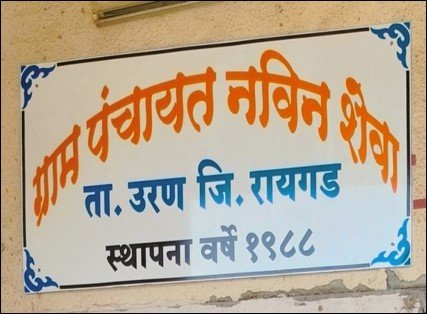 ग्राम पंचायत नविन शेवा
ता. उरण जि. रायगड
स्थापना वर्षे १९८८